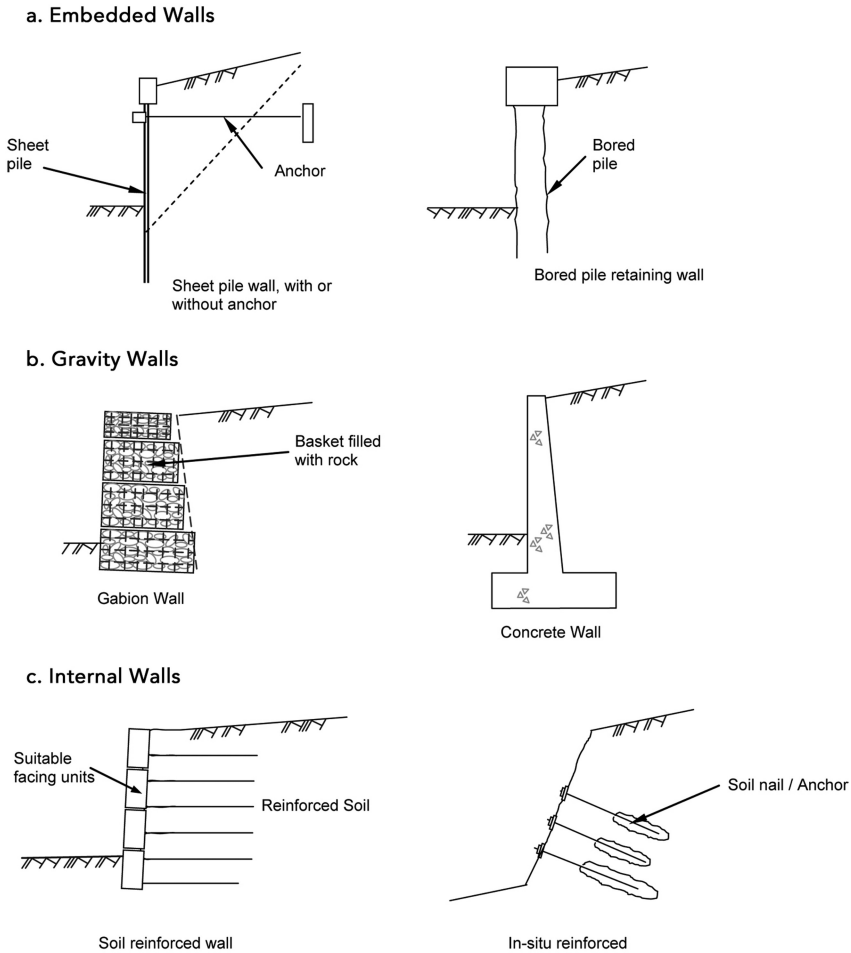 a. Embedded Walls
Sheet
pile
Anchor
Sheet pile wall, with or
without anchor
Bored
pile
Bored pile retaining wall
b. Gravity Walls
Basket filled
with rock
Gabion Wall
Concrete Wall
c. Internal Walls
Suitable
facing units
Reinforced Soil
Soil reinforced wall
Soil nail / Anchor
In-situ reinforced